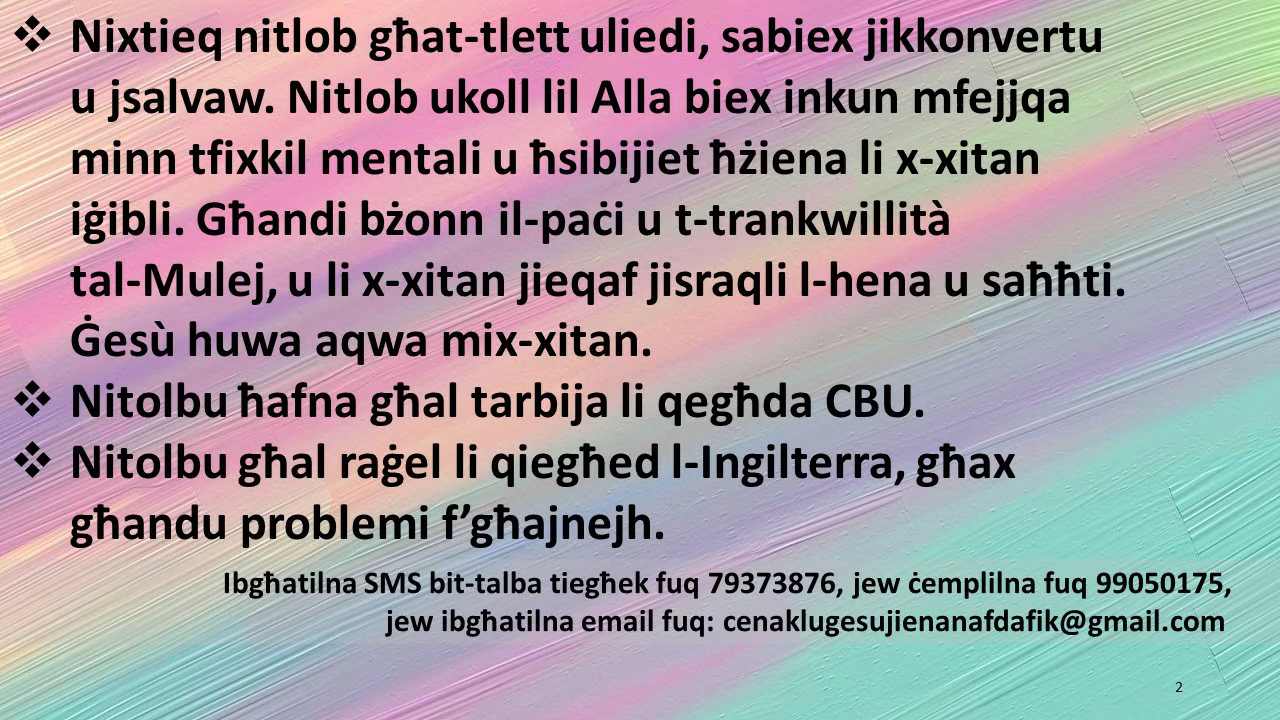 ❖ Nixtieq nitlob għat-tlett uliedi, sabiex jikkonvertu
u jsalvaw. Nitlob ukoll lil Alla biex inkun mfejjqa
minn tfixkil mentali u ħsibijiet ħżiena li x-xitan
iġibli. Għandi bżonn il-paċi u t-trankwillità
tal-Mulej, u li x-xitan jieqaf jisraqli l-hena u saħħti.
Ġesù huwa aqwa mix-xitan.
❖ Nitolbu ħafna għal tarbija li qegħda CBU.
❖ Nitolbu għal raġel li qiegħed l-Ingilterra, għax
għandu problemi f’għajnejh.
Ibgħatilna SMS bit-talba tiegħek fuq 79373876, jew ċemplilna fuq 99050175,
jew ibgħatilna email fuq: cenaklugesujienanafdafik@gmail.com
2